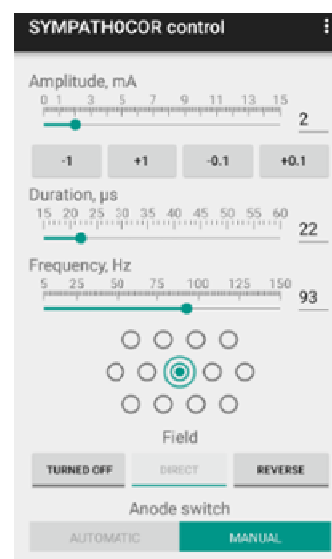 SYMPATH0COR control
Amplitude, mA
0 1 3 5 7 9 11 13 15
2
-1 +1 -0.1 +0.1
Duration, µs
15 20 25 30 35 40 45 50 55 60
22
Frequency, Hz
5 25 50 75 100 125 150
93
Field
TURNED OFF DIRECT REVERSE
Anode switch
AUTOMATIC MANUAL